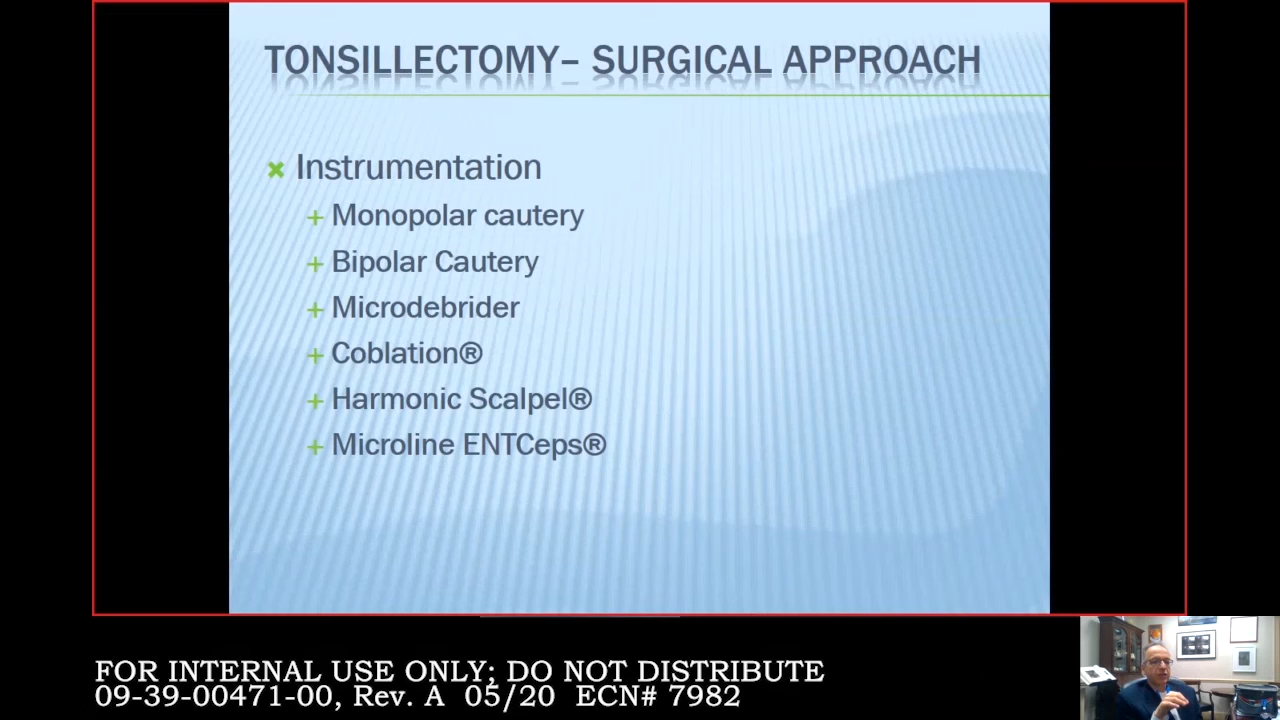 TONSILLECTOMY– SURGICAL APPROACH
Instrumentation
Monopolar cautery
Bipolar Cautery
Microdebrider
Coblation®
Harmonic Scalpel®
Microline ENTCeps®
FOR INTERNAL USE ONLY; DO NOT DISTRIBUTE
09-39-00471-00, Rev. A 05/20 ECN# 7982